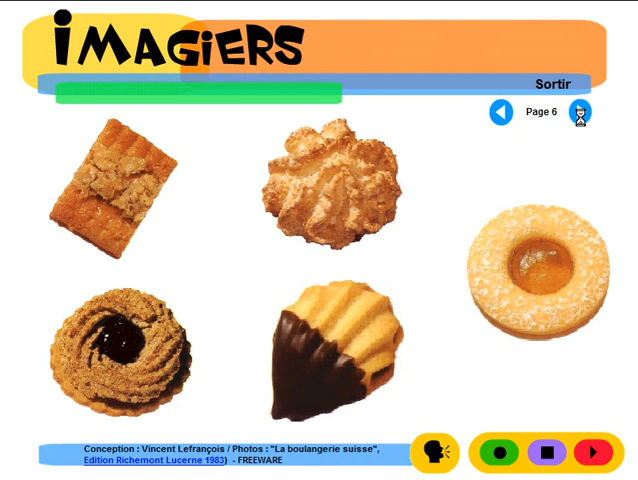 iMAGiERS
Sortir
Page 6
Conception : Vincent Lefrançois / Photos : "La boulangerie suisse",
Edition Richemont Lucerne 1983) - FREEWARE